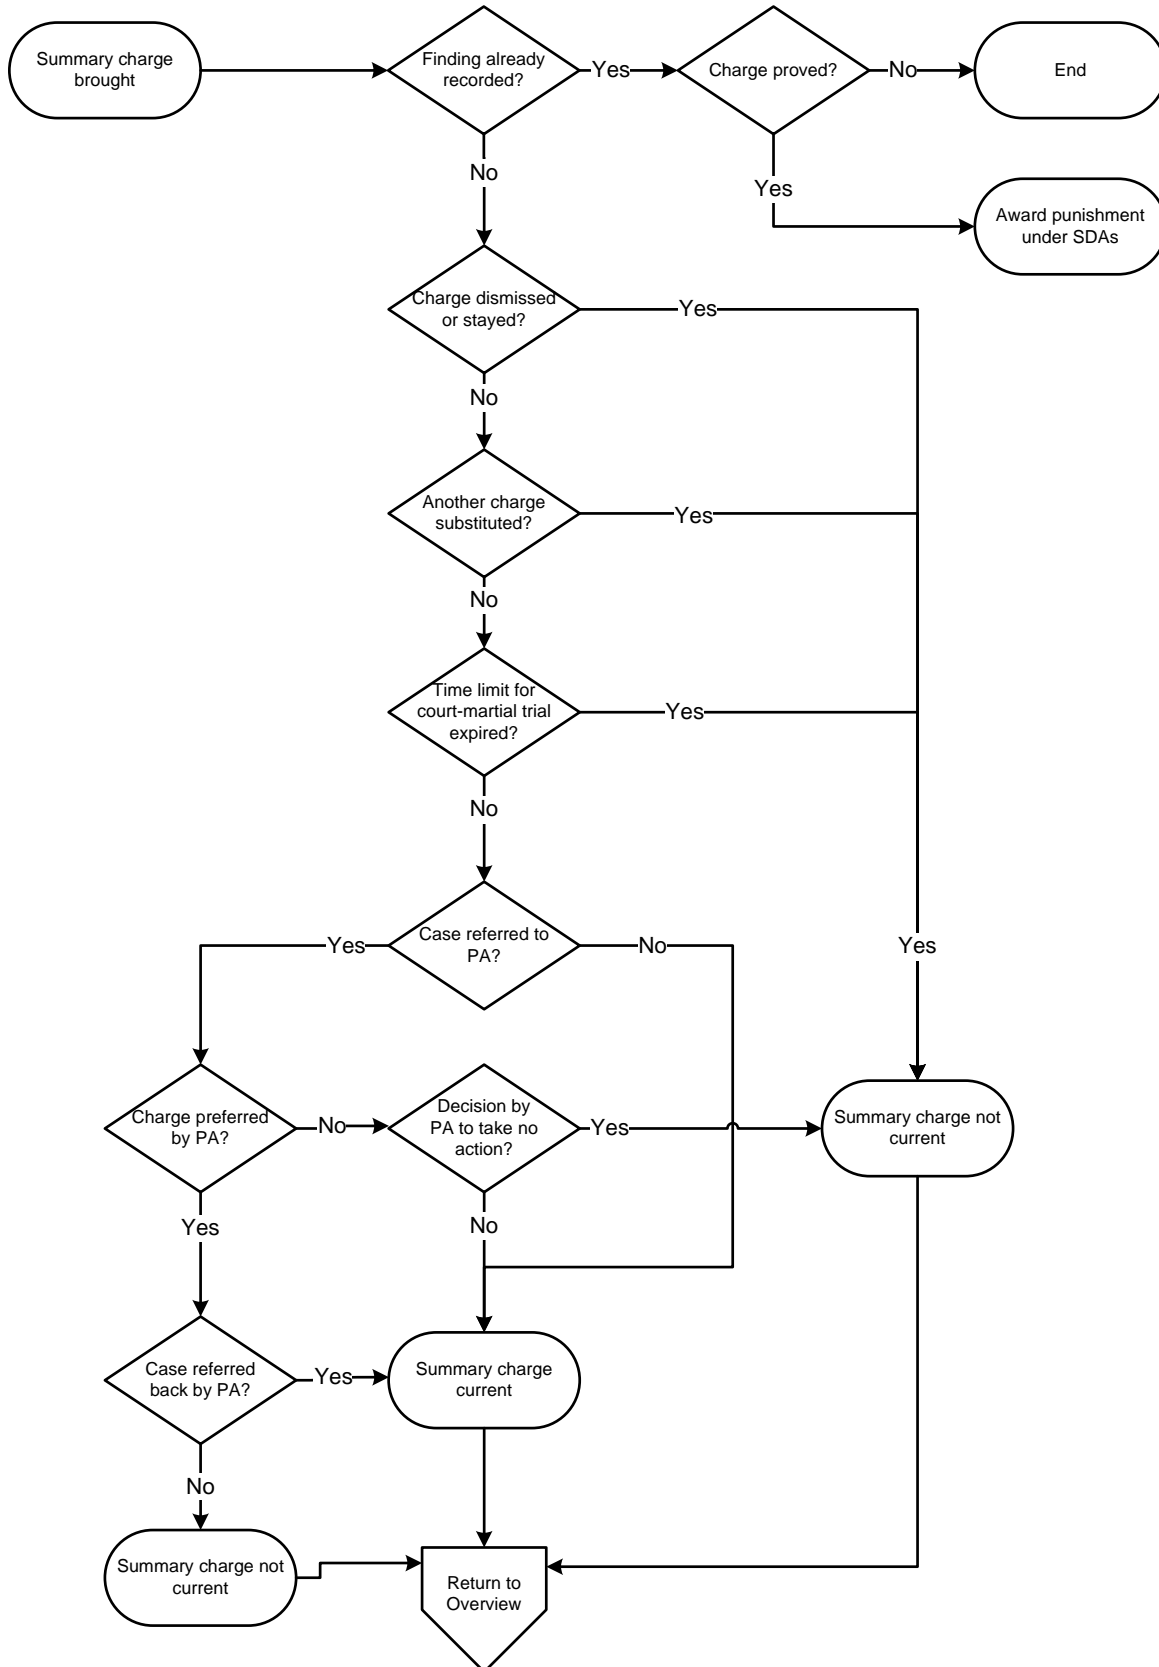 Summary charge
brought
Finding already
recorded?
Yes
Charge proved?
No
End
No
Yes
Award punishment
under SDAs
Charge dismissed
or stayed?
Yes
No
Another charge
substituted?
Yes
No
Time limit for
court-martial trial
expired?
Yes
No
Case referred to
PA?
Yes
No
Yes
Charge preferred
by PA?
No
Decision by
PA to take no
action?
Yes
Summary charge not
current
Yes
No
Case referred
back by PA?
Yes
Summary charge
current
No
Summary charge not
current
Return to
Overview